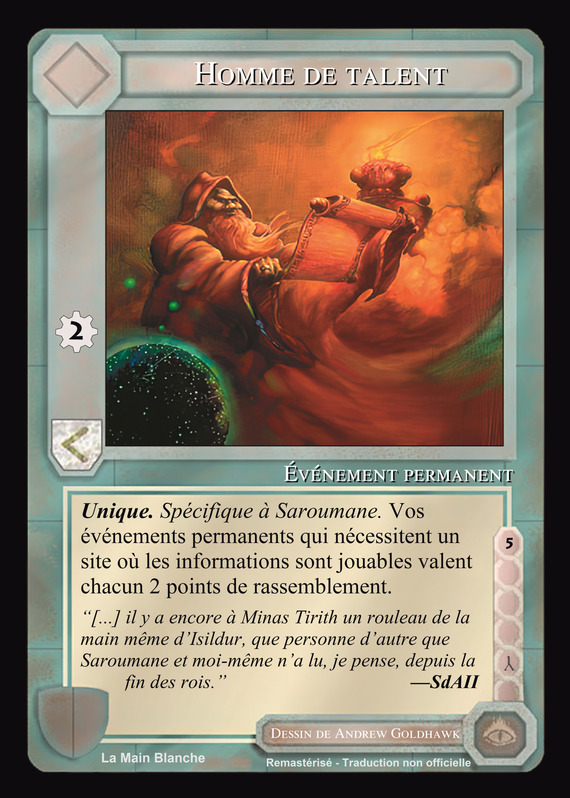 Homme de talent
2
Événement permanent
Unique. Spécifique à Saroumane. Vos
événements permanents qui nécessitent un
site où les informations sont jouables valent
chacun 2 points de rassemblement.
5
“[...] il y a encore à Minas Tirith un rouleau de la
main même d’Isildur, que personne d’autre que
Saroumane et moi-même n’a lu, je pense, depuis la
fin des rois.” —SdAII
Dessin de Andrew Goldhawk
La Main Blanche
Remastérisé - Traduction non officielle